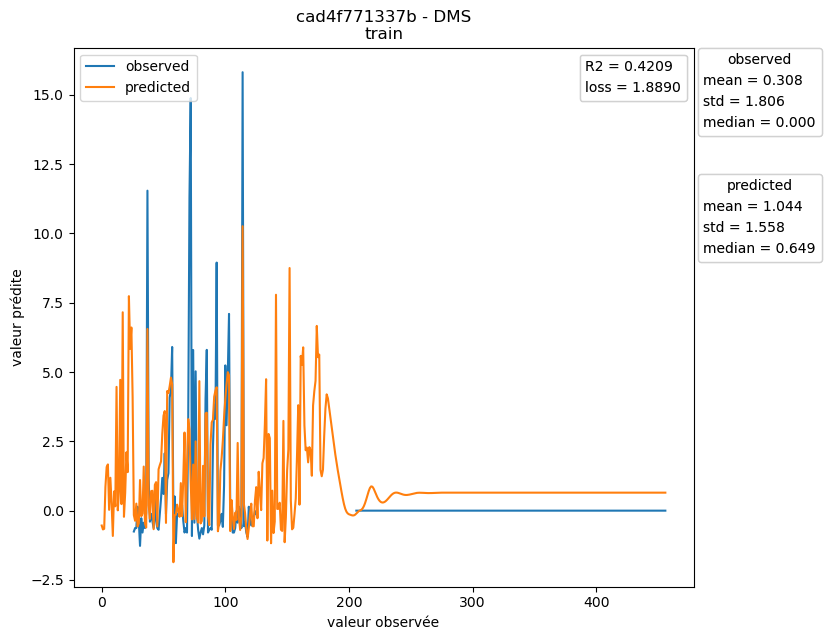 cad4f771337b - DMS
train
observed
predicted
R2 = 0.4209
loss = 1.8890
observed
mean = 0.308
std = 1.806
median = 0.000
predicted
mean = 1.044
std = 1.558
median = 0.649
15.0
12.5
10.0
7.5
5.0
2.5
0.0
−2.5
valeur prédite
0
100
200
300
400
valeur observée